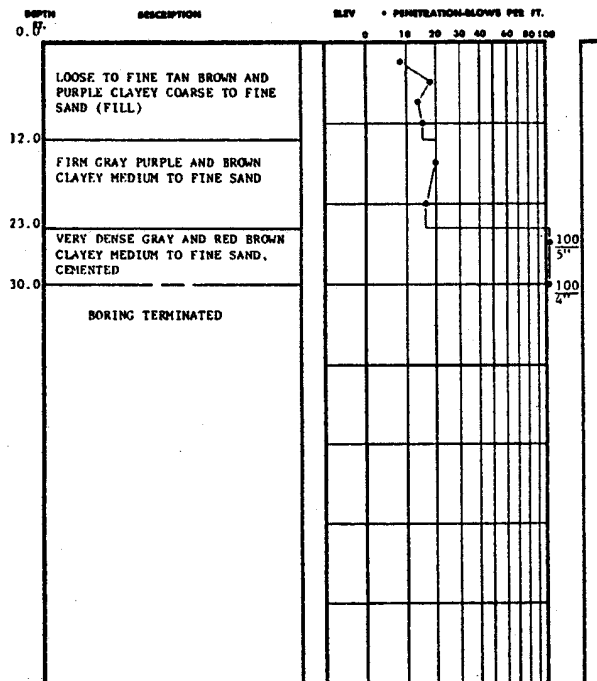 DEPTH FT. DESCRIPTION ELEV • PENETRATION-BLOWS PER FT.
0.0 0 10 20 30 40 60 80 100
LOOSE TO FINE TAN BROWN AND
PURPLE CLAYEY COARSE TO FINE
SAND (FILL)
12.0
FIRM GRAY PURPLE AND BROWN
CLAYEY MEDIUM TO FINE SAND
23.0
VERY DENSE GRAY AND RED BROWN
CLAYEY MEDIUM TO FINE SAND,
CEMENTED
100
5"
30.0
100
4"
BORING TERMINATED